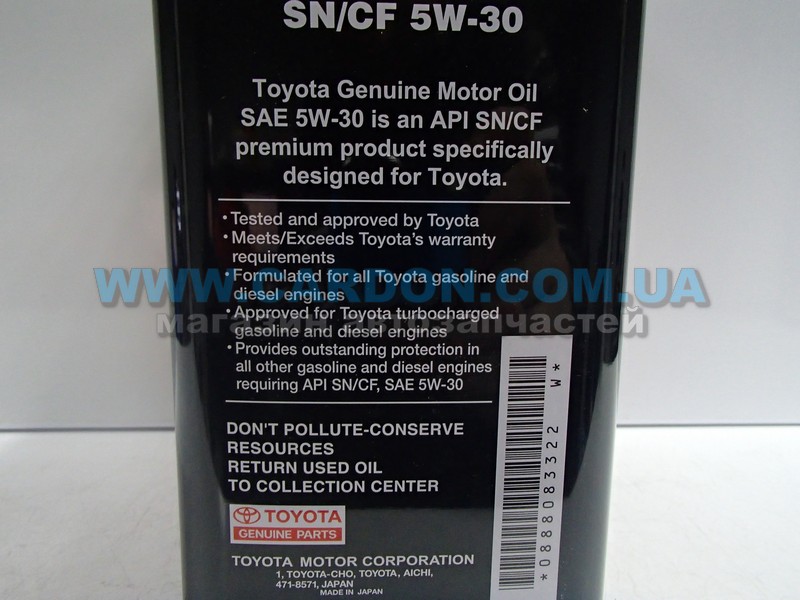 SN/CF 5W-30
Toyota Genuine Motor Oil
SAE 5W-30 is an API SN/CF
premium product specifically
designed for Toyota.
• Tested and approved by Toyota
• Meets/Exceeds Toyota's warranty
requirements
• Formulated for all Toyota gasoline and
diesel engines
WWW.CARDON.COM.UA
• Approved for Toyota turbocharged
магазин автозапчастей
gasoline and diesel engines
• Provides outstanding protection in
all other gasoline and diesel engines
requiring API SN/CF, SAE 5W-30
*0888083322 W*
DON'T POLLUTE-CONSERVE
RESOURCES
RETURN USED OIL
TO COLLECTION CENTER
TOYOTA
GENUINE PARTS
TOYOTA MOTOR CORPORATION
1, TOYOTA-CHO, TOYOTA, AICHI,
471-8571, JAPAN
MADE IN JAPAN